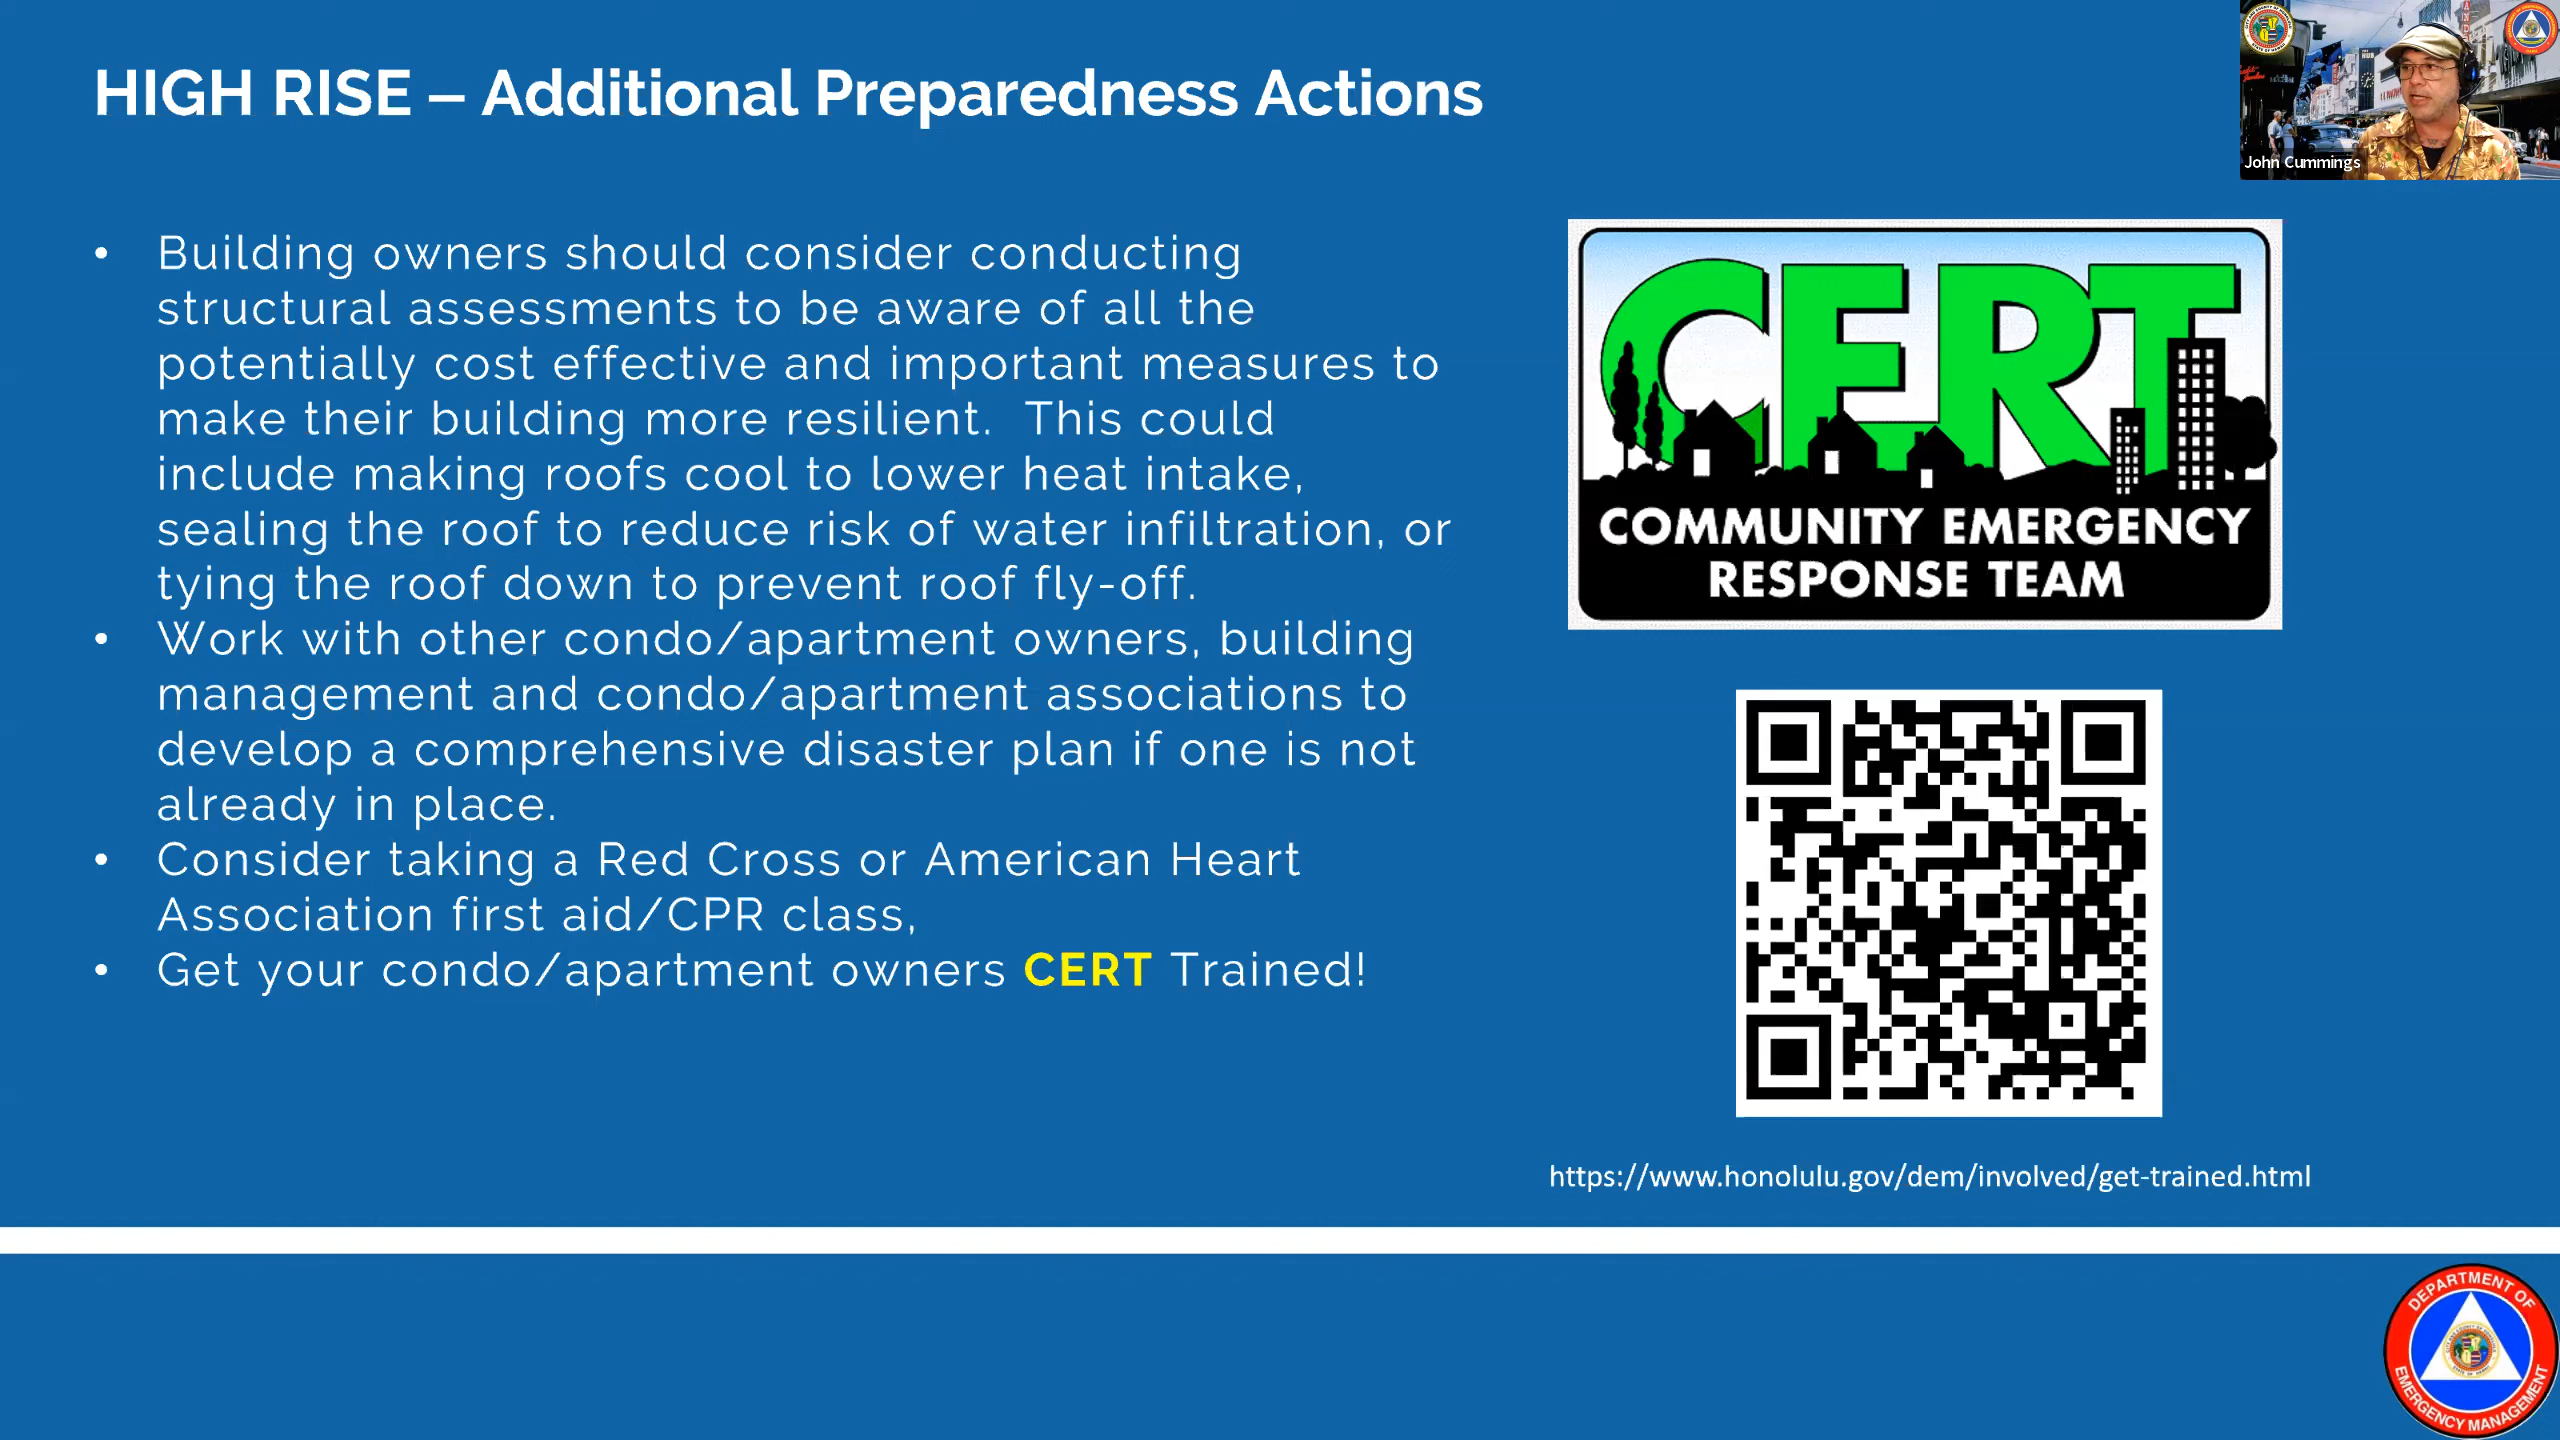 HIGH RISE – Additional Preparedness Actions
John Cummings
• Building owners should consider conducting
structural assessments to be aware of all the
potentially cost effective and important measures to
make their building more resilient.  This could
include making roofs cool to lower heat intake,
sealing the roof to reduce risk of water infiltration, or
tying the roof down to prevent roof fly-off.
• Work with other condo/apartment owners, building
management and condo/apartment associations to
develop a comprehensive disaster plan if one is not
already in place.
• Consider taking a Red Cross or American Heart
Association first aid/CPR class,
• Get your condo/apartment owners CERT Trained!
CERT
COMMUNITY EMERGENCY
RESPONSE TEAM
https://www.honolulu.gov/dem/involved/get-trained.html
DEPARTMENT OF
EMERGENCY MANAGEMENT